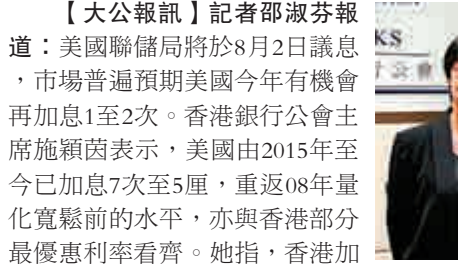 【大公報訊】記者邵淑芬報
道：美國聯儲局將於8月2日議息
，市場普遍預期美國今年有機會
再加息1至2次。香港銀行公會主
席施穎茵表示，美國由2015年至
今已加息7次至5厘，重返08年量
化寬鬆前的水平，亦與香港部分
最優惠利率看齊。她指，香港加
KS
公會